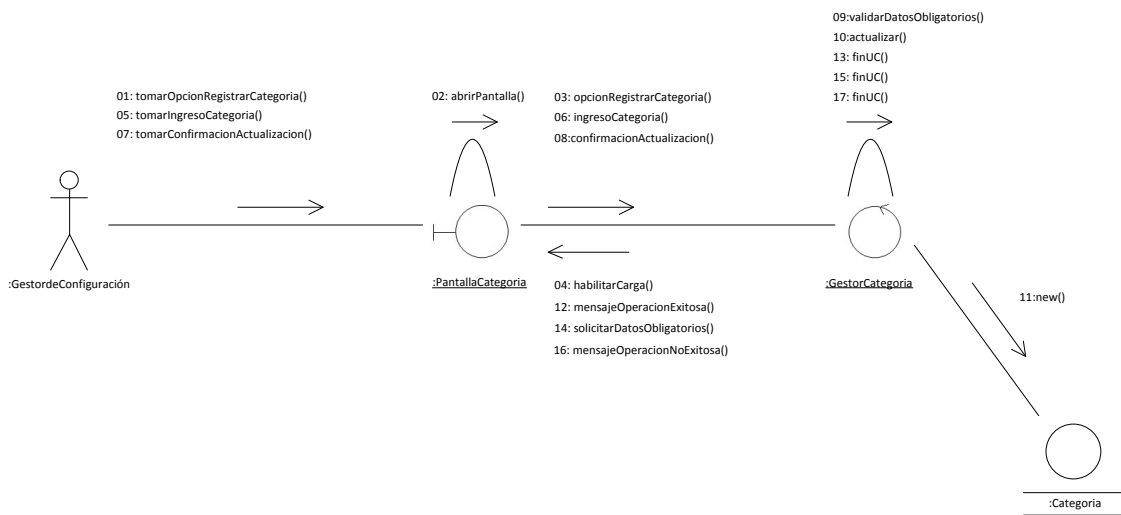 09:validarDatosObligatorios()
10:actualizar()
13: finUC()
15: finUC()
17: finUC()
01: tomarOpcionRegistrarCategoria()
05: tomarIngresoCategoria()
07: tomarConfirmacionActualizacion()
02: abrirPantalla()
03: opcionRegistrarCategoria()
06: ingresoCategoria()
08:confirmacionActualizacion()
:GestordeConfiguración
:PantallaCategoria
:GestorCategoria
04: habilitarCarga()
12: mensajeOperacionExitosa()
14: solicitarDatosObligatorios()
16: mensajeOperacionNoExitosa()
11:new()
:Categoria